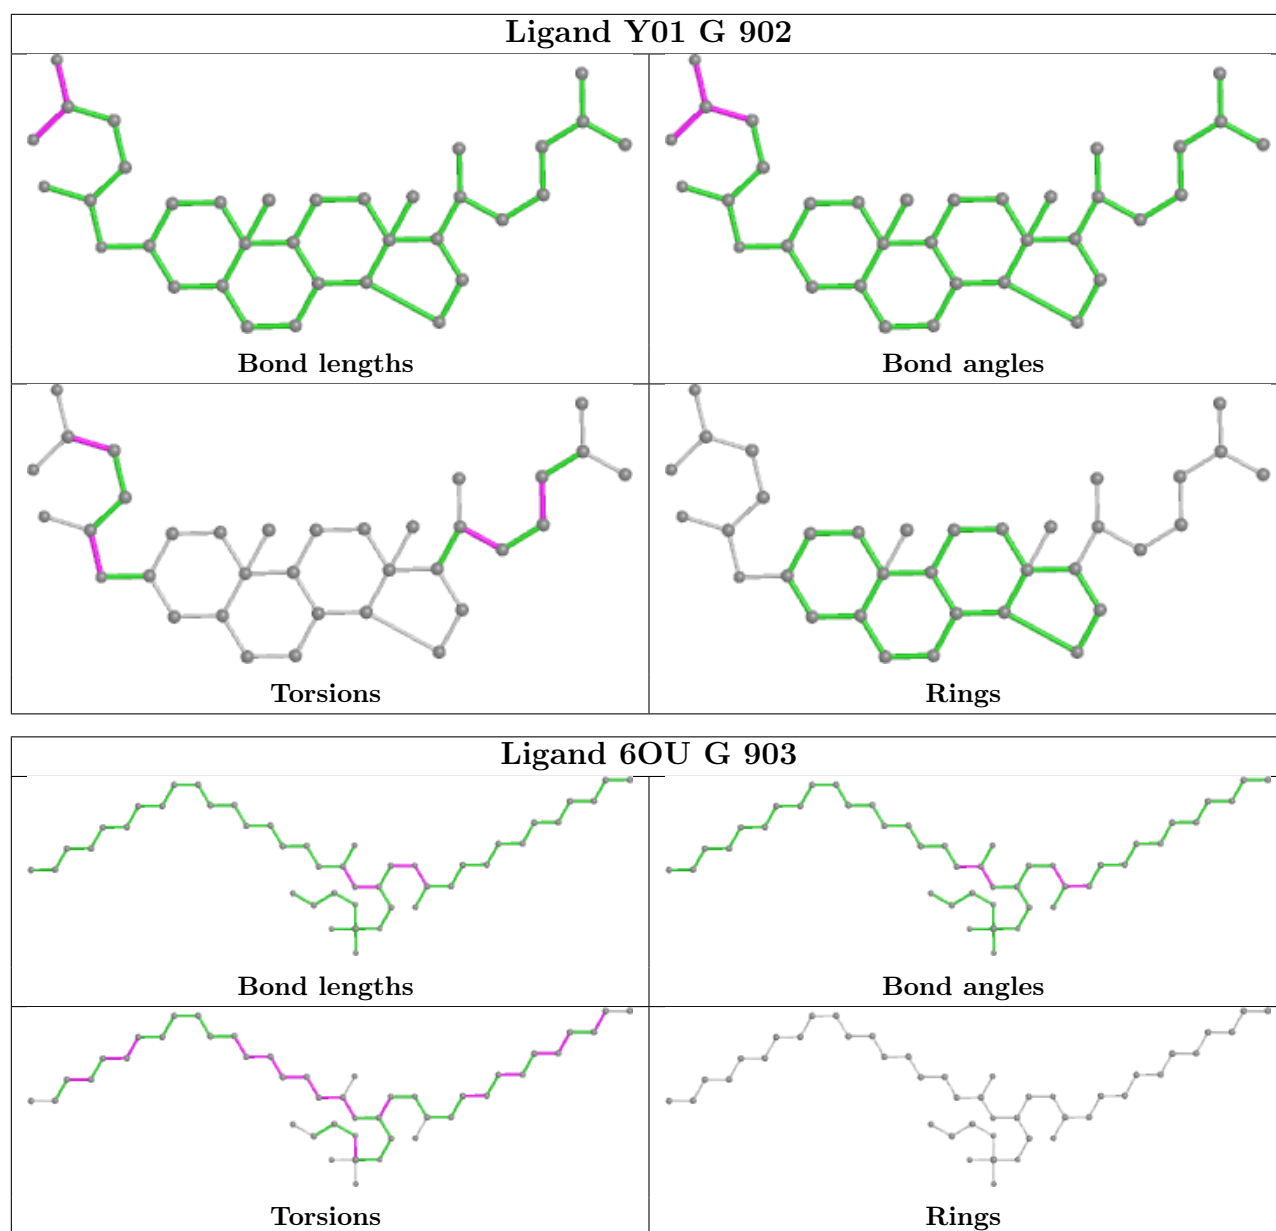 Ligand Y01 G 902
Bond lengths
Bond angles
Torsions
Rings
Ligand 6OU G 903
Bond lengths
Bond angles
Torsions
Rings